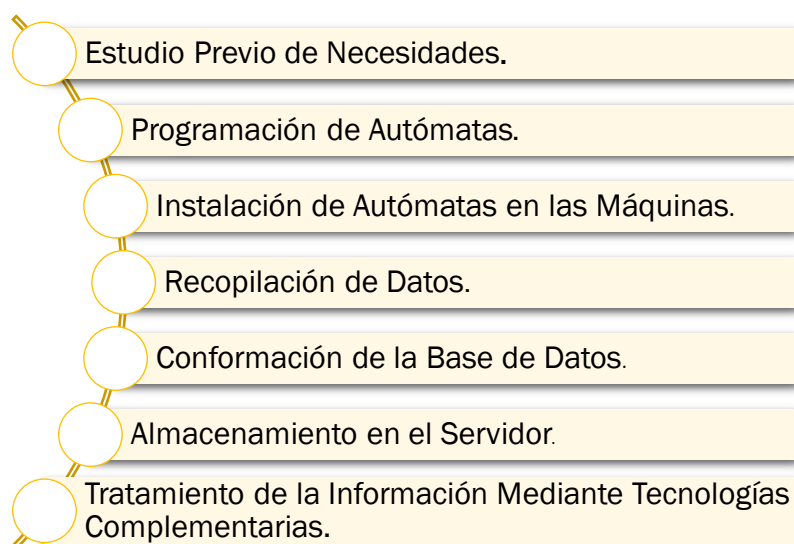 Estudio Previo de Necesidades.
Programación de Autómatas.
Instalación de Autómatas en las Máquinas.
Recopilación de Datos.
Conformación de la Base de Datos.
Almacenamiento en el Servidor.
Tratamiento de la Información Mediante Tecnologías
Complementarias.